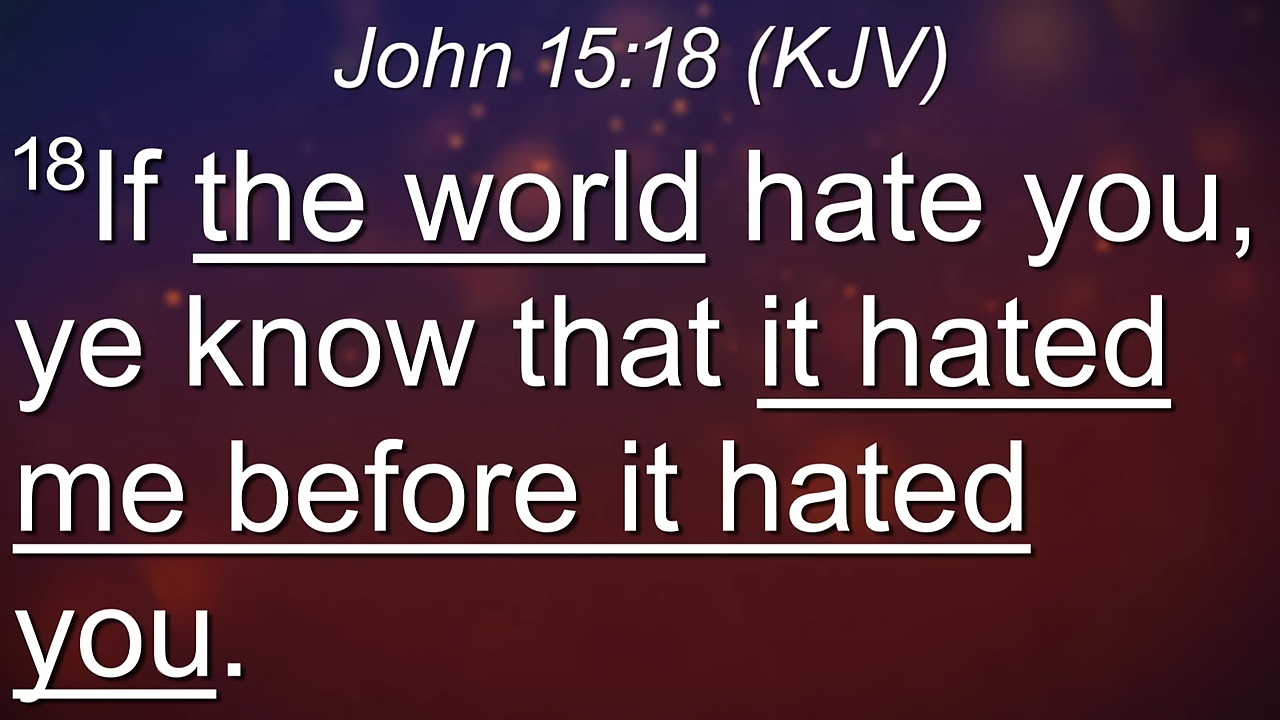 John 15:18 (KJV)
18If the world hate you,
ye know that it hated
me before it hated
you.